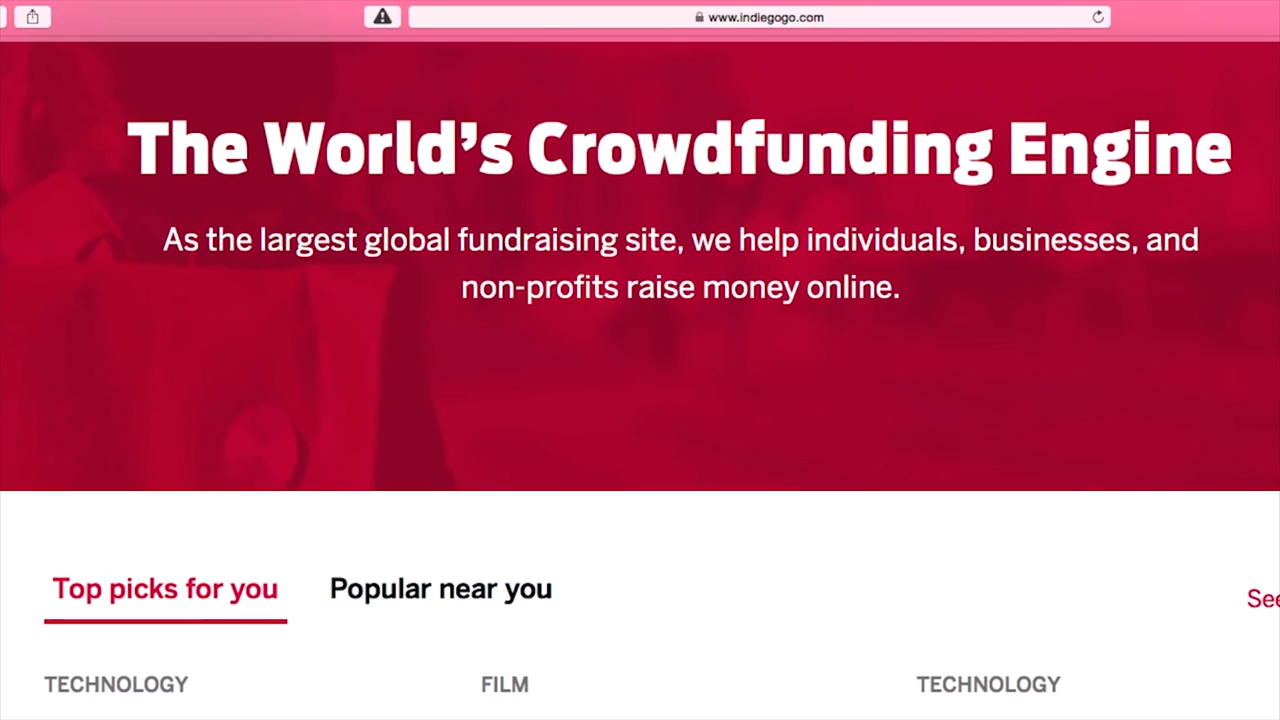 www.indiegogo.com
The World’s Crowdfunding Engine
As the largest global fundraising site, we help individuals, businesses, and
non-profits raise money online.
Top picks for you
Popular near you
See
TECHNOLOGY
FILM
TECHNOLOGY